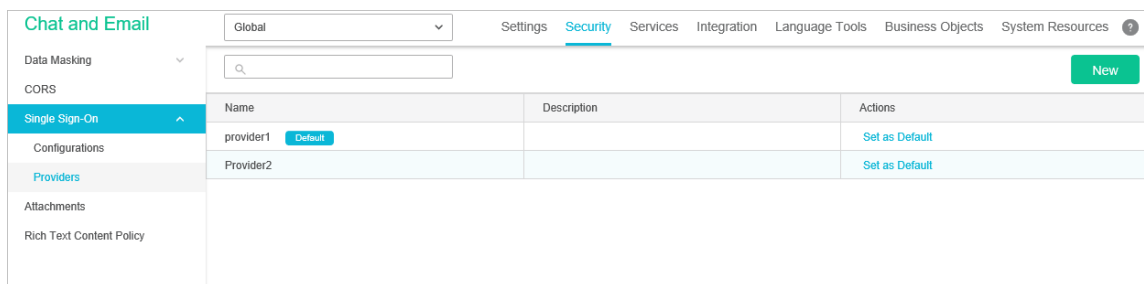 Chat and Email
Global
Settings Security Services Integration Language Tools Business Objects System Resources ?
Data Masking
New
CORS
Name Description Actions
Single Sign-On
provider1 Default Set as Default
Configurations
Provider2 Set as Default
Providers
Attachments
Rich Text Content Policy